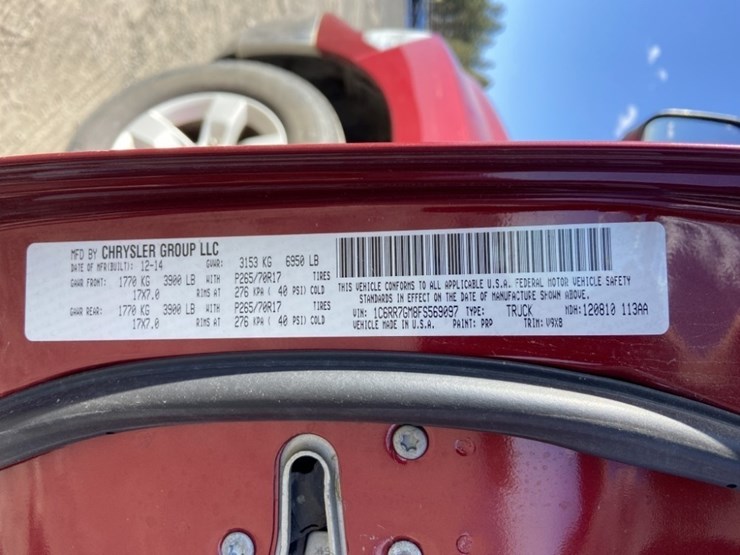 MFD BY CHRYSLER GROUP LLC
DATE OF MFR(BUILT): 12-14 GVWR: 3153 KG 6950 LB
GAWR FRONT: 1770 KG 3900 LB WITH P265/70R17 TIRES
17X7.0 RIMS AT 276 KPA ( 40 PSI) COLD
GAWR REAR: 1770 KG 3900 LB WITH P265/70R17 TIRES
17X7.0 RIMS AT 276 KPA ( 40 PSI) COLD
THIS VEHICLE CONFORMS TO ALL APPLICABLE U.S.A. FEDERAL MOTOR VEHICLE SAFETY
STANDARDS IN EFFECT ON THE DATE OF MANUFACTURE SHOWN ABOVE.
VIN: 1C6RR7GM8FS569097 TYPE: TRUCK MDH:120810 113AA
VEHICLE MADE IN U.S.A. PAINT: PRP TRIM: V9X8